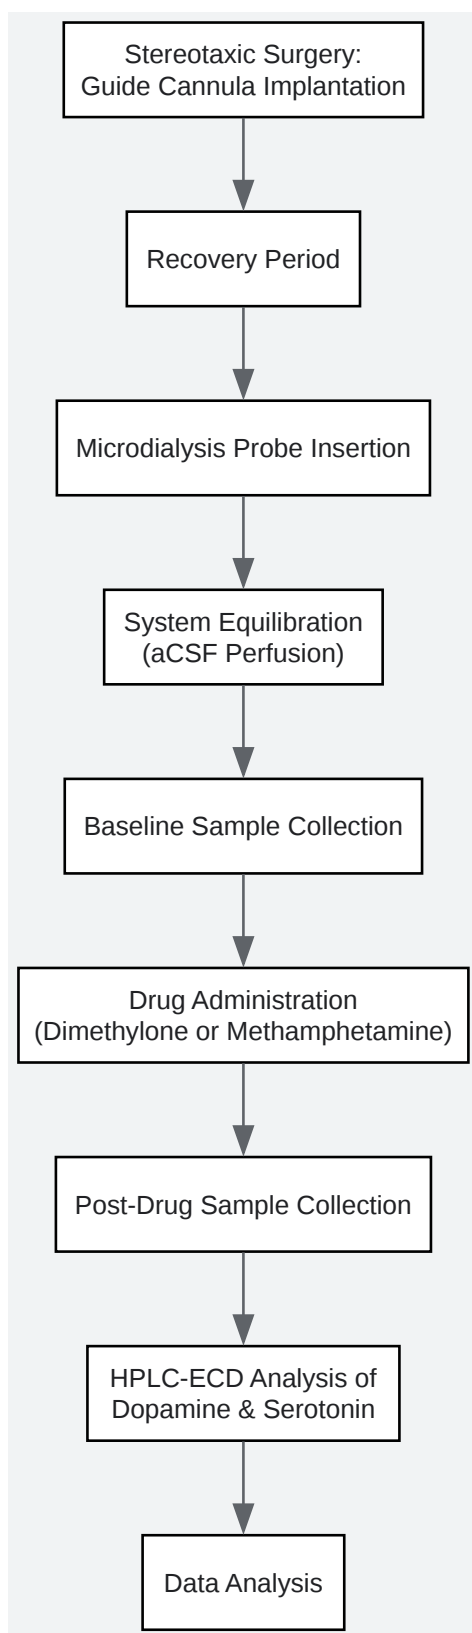 Stereotaxic Surgery:
Guide Cannula Implantation
Recovery Period
Microdialysis Probe Insertion
System Equilibration
(aCSF Perfusion)
Baseline Sample Collection
Drug Administration
(Dimethylone or Methamphetamine)
Post-Drug Sample Collection
HPLC-ECD Analysis of
Dopamine & Serotonin
Data Analysis